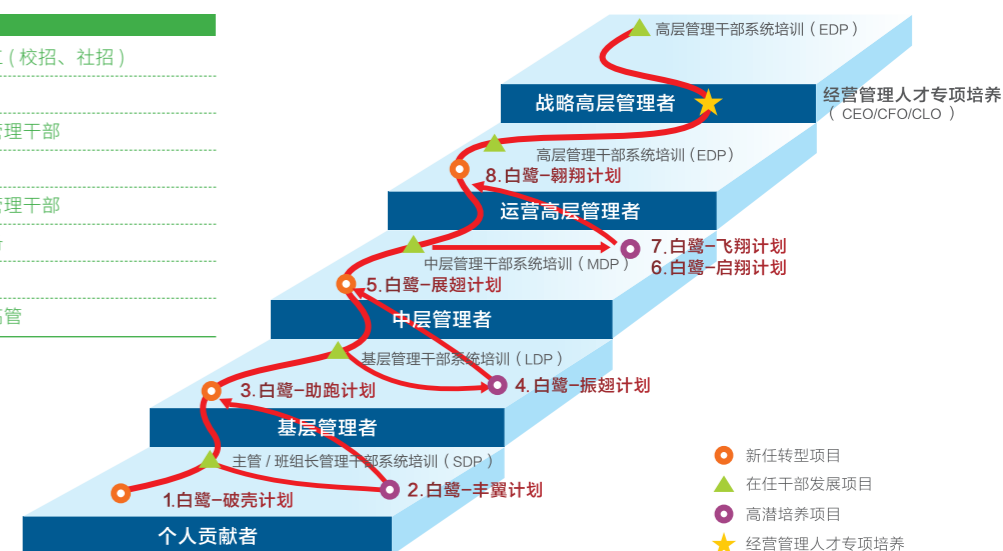 (校招、社招)
管理干部
管理干部
高管
高层管理干部系统培训(EDP)
战略高层管理者
经营管理人才专项培养
( CEO/CFO/CLO )
高层管理干部系统培训(EDP)
8.白鹭-翱翔计划
运营高层管理者
7.白鹭-飞翔计划
中层管理干部系统培训(MDP)
6.白鹭-启翔计划
5.白鹭-展翅计划
中层管理者
基层管理干部系统培训(LDP)
4.白鹭-振翅计划
3.白鹭-助跑计划
基层管理者
主管/班组长管理干部系统培训(SDP)
2.白鹭-丰翼计划
1.白鹭-破壳计划
个人贡献者
新任转型项目
在任干部发展项目
高潜培养项目
经营管理人才专项培养